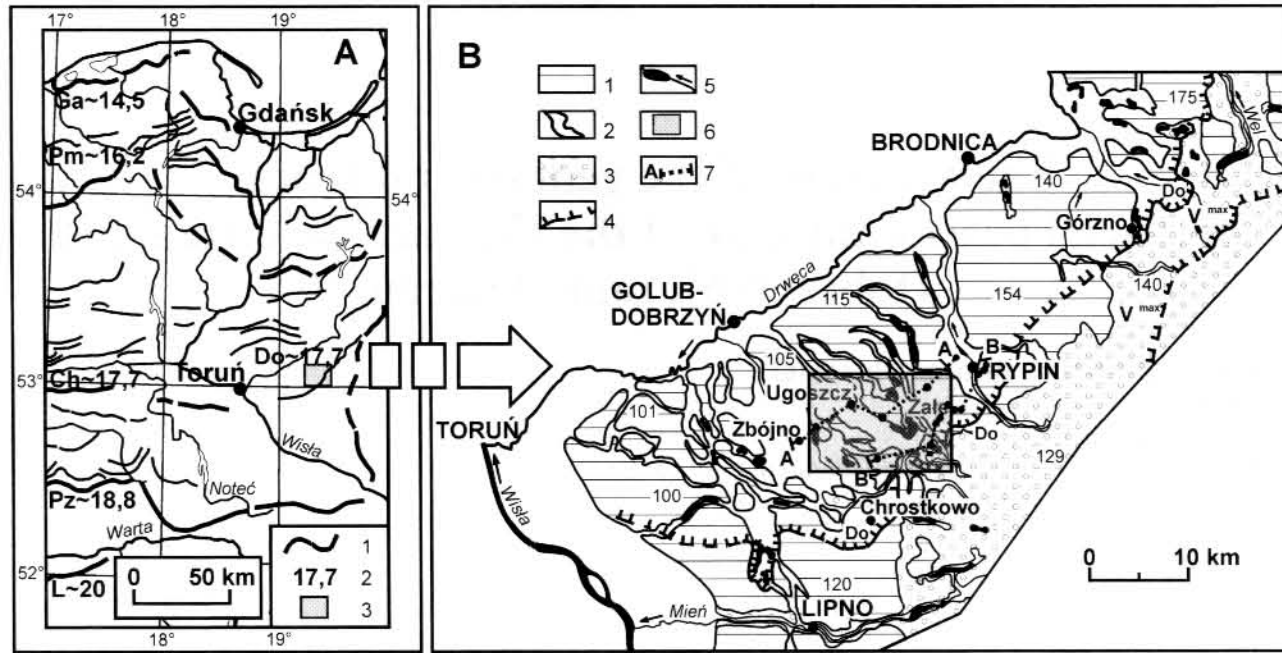 17°
18°
19°
A
Ga~14,5
Gdańsk
Pm~16,2
54°
54°
Do~17,7
Toruń
53°
53°
Ch~17,7
Wisła
Noteć
Pz~18,8
Warta
52°
L~20
0 50 km
1
17,7 2
3
18°
19°
B
1
2
3
4
5
6
A 7
175
Wel
BRODNICA
140
Do
V max
Górzno
140
V max
154
Drwęca
GOLUB-
DOBRZYŃ
115
A
B
RYPIN
105
Ugoszcz
Załe
101
Zbójno
A
Do
129
TORUŃ
B
100
Chrostkowo
Do
Wisła
120
0 10 km
LIPNO
Mień